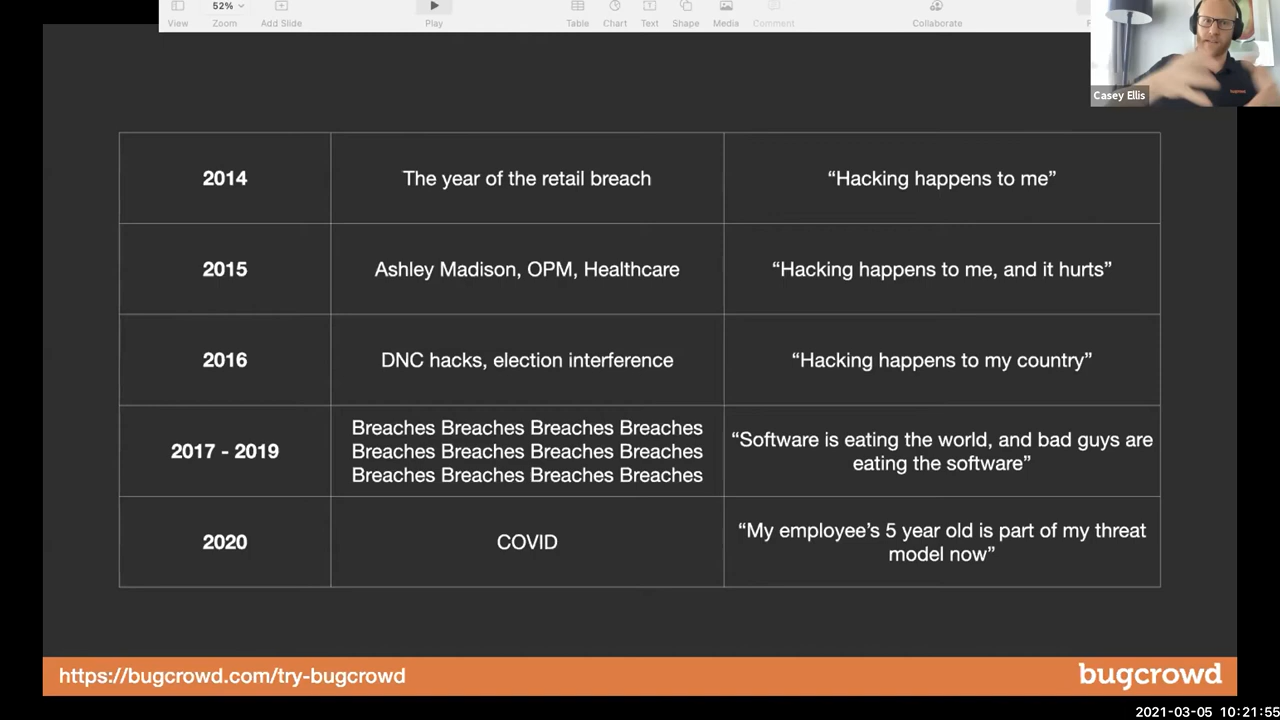 52%
View
Zoom
Add Slide
Play
Table
Chart
Text
Shape
Media
Comment
Collaborate
Casey Ellis
2014
The year of the retail breach
“Hacking happens to me”
2015
Ashley Madison, OPM, Healthcare
“Hacking happens to me, and it hurts”
2016
DNC hacks, election interference
“Hacking happens to my country”
2017 - 2019
Breaches Breaches Breaches Breaches
Breaches Breaches Breaches Breaches
Breaches Breaches Breaches Breaches
“Software is eating the world, and bad guys are
eating the software”
2020
COVID
“My employee’s 5 year old is part of my threat
model now”
https://bugcrowd.com/try-bugcrowd
bugcrowd
2021-03-05 10:21:55